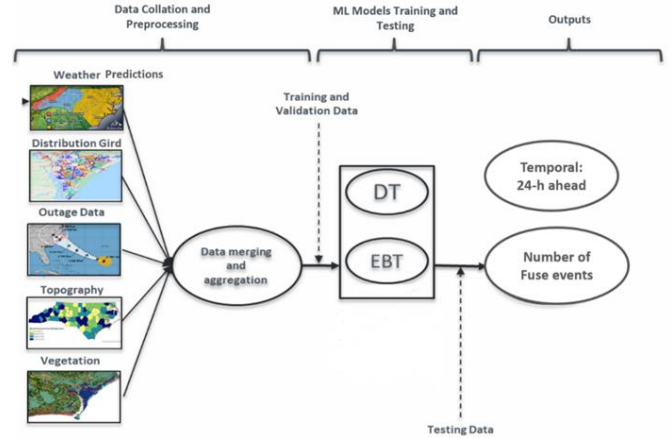 Data Collation and
Preprocessing
ML Models Training and
Testing
Outputs
Weather Predictions
Distribution Gird
Outage Data
Topography
Vegetation
Data merging
and
aggregation
Training and
Validation Data
DT
EBT
Testing Data
Temporal:
24-h ahead
Number of
Fuse events